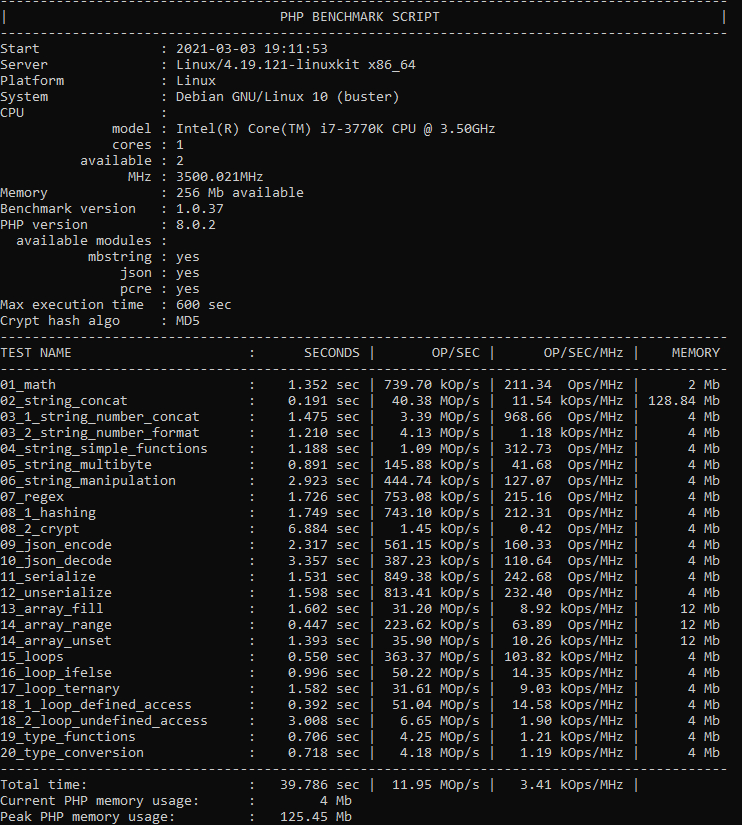 -------------------------------------------------------------------------------------------
|                                  PHP BENCHMARK SCRIPT                                   |
-------------------------------------------------------------------------------------------
Start               : 2021-03-03 19:11:53
Server              : Linux/4.19.121-linuxkit x86_64
Platform            : Linux
System              : Debian GNU/Linux 10 (buster)
CPU                 :
              model : Intel(R) Core(TM) i7-3770K CPU @ 3.50GHz
              cores : 1
          available : 2
                MHz : 3500.021MHz
Memory              : 256 Mb available
Benchmark version   : 1.0.37
PHP version         : 8.0.2
  available modules :
           mbstring : yes
               json : yes
               pcre : yes
Max execution time  : 600 sec
Crypt hash algo     : MD5
-------------------------------------------------------------------------------------------
TEST NAME                      :      SECONDS |       OP/SEC |      OP/SEC/MHz |    MEMORY
-------------------------------------------------------------------------------------------
01_math                        :    1.352 sec | 739.70 kOp/s | 211.34  Ops/MHz |      2 Mb
02_string_concat               :    0.191 sec |  40.38 MOp/s |  11.54 kOps/MHz | 128.84 Mb
03_1_string_number_concat      :    1.475 sec |   3.39 MOp/s | 968.66  Ops/MHz |      4 Mb
03_2_string_number_format      :    1.210 sec |   4.13 MOp/s |   1.18 kOps/MHz |      4 Mb
04_string_simple_functions     :    1.188 sec |   1.09 MOp/s | 312.73  Ops/MHz |      4 Mb
05_string_multibyte            :    0.891 sec | 145.88 kOp/s |  41.68  Ops/MHz |      4 Mb
06_string_manipulation         :    2.923 sec | 444.74 kOp/s | 127.07  Ops/MHz |      4 Mb
07_regex                       :    1.726 sec | 753.08 kOp/s | 215.16  Ops/MHz |      4 Mb
08_1_hashing                   :    1.749 sec | 743.10 kOp/s | 212.31  Ops/MHz |      4 Mb
08_2_crypt                     :    6.884 sec |   1.45 kOp/s |   0.42  Ops/MHz |      4 Mb
09_json_encode                 :    2.317 sec | 561.15 kOp/s | 160.33  Ops/MHz |      4 Mb
10_json_decode                 :    3.357 sec | 387.23 kOp/s | 110.64  Ops/MHz |      4 Mb
11_serialize                   :    1.531 sec | 849.38 kOp/s | 242.68  Ops/MHz |      4 Mb
12_unserialize                 :    1.598 sec | 813.41 kOp/s | 232.40  Ops/MHz |      4 Mb
13_array_fill                  :    1.602 sec |  31.20 MOp/s |   8.92 kOps/MHz |     12 Mb
14_array_range                 :    0.447 sec | 223.62 kOp/s |  63.89  Ops/MHz |     12 Mb
14_array_unset                 :    1.393 sec |  35.90 MOp/s |  10.26 kOps/MHz |     12 Mb
15_loops                       :    0.550 sec | 363.37 MOp/s | 103.82 kOps/MHz |      4 Mb
16_loop_ifelse                 :    0.996 sec |  50.22 MOp/s |  14.35 kOps/MHz |      4 Mb
17_loop_ternary                :    1.582 sec |  31.61 MOp/s |   9.03 kOps/MHz |      4 Mb
18_1_loop_defined_access       :    0.392 sec |  51.04 MOp/s |  14.58 kOps/MHz |      4 Mb
18_2_loop_undefined_access     :    3.008 sec |   6.65 MOp/s |   1.90 kOps/MHz |      4 Mb
19_type_functions              :    0.706 sec |   4.25 MOp/s |   1.21 kOps/MHz |      4 Mb
20_type_conversion             :    0.718 sec |   4.18 MOp/s |   1.19 kOps/MHz |      4 Mb
-------------------------------------------------------------------------------------------
Total time:                    :   39.786 sec |  11.95 MOp/s |   3.41 kOps/MHz |
Current PHP memory usage:      :        4 Mb
Peak PHP memory usage:         :   125.45 Mb